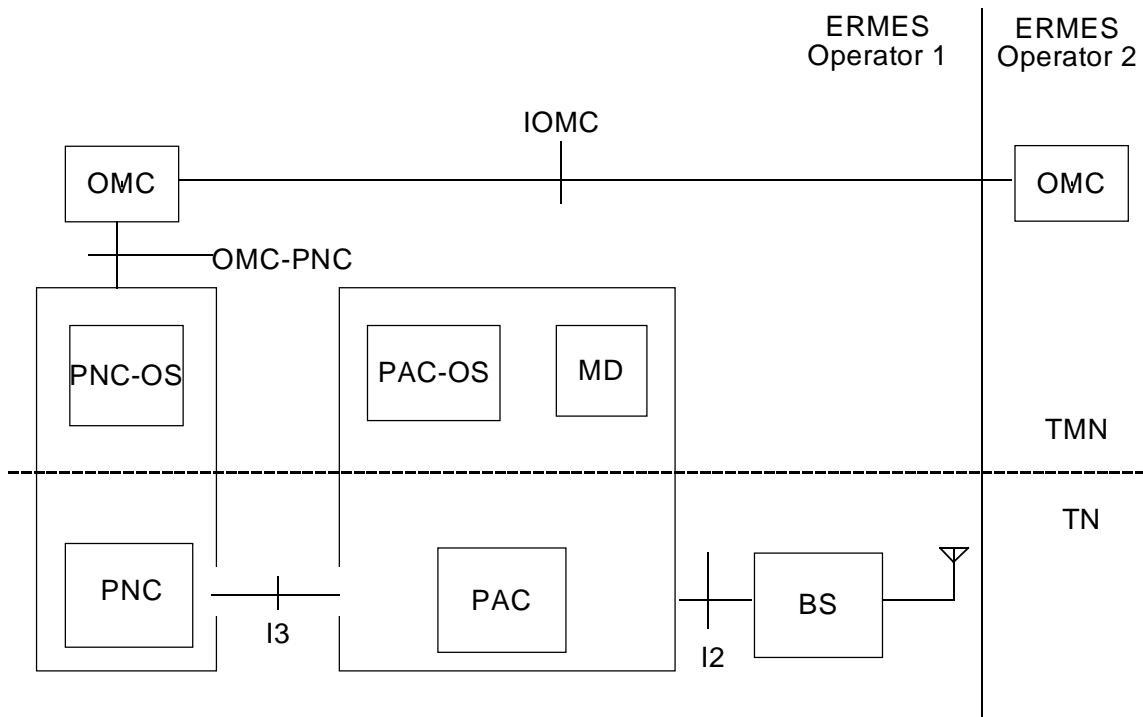 ERMES
Operator 1
ERMES
Operator 2
IOMC
OMC
OMC
OMC-PNC
PNC-OS
PAC-OS
MD
TMN
TN
PNC
PAC
BS
I3
I2